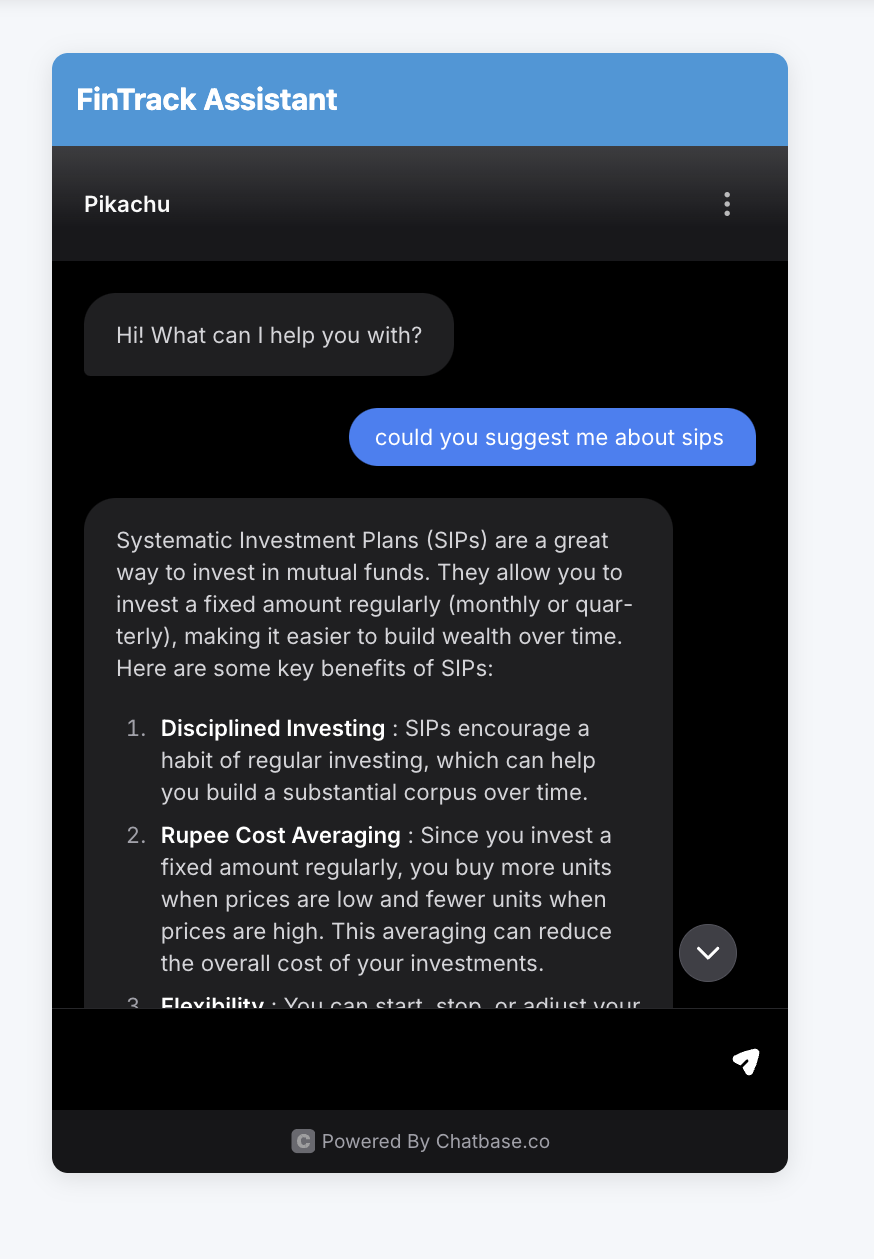 FinTrack Assistant
Pikachu
Hi! What can I help you with?
could you suggest me about sips
Systematic Investment Plans (SIPs) are a great
way to invest in mutual funds. They allow you to
invest a fixed amount regularly (monthly or quar-
terly), making it easier to build wealth over time.
Here are some key benefits of SIPs:
1. Disciplined Investing : SIPs encourage a
habit of regular investing, which can help
you build a substantial corpus over time.
2. Rupee Cost Averaging : Since you invest a
fixed amount regularly, you buy more units
when prices are low and fewer units when
prices are high. This averaging can reduce
the overall cost of your investments.
3. Flexibility : You can start, stop, or adjust your
C Powered By Chatbase.co